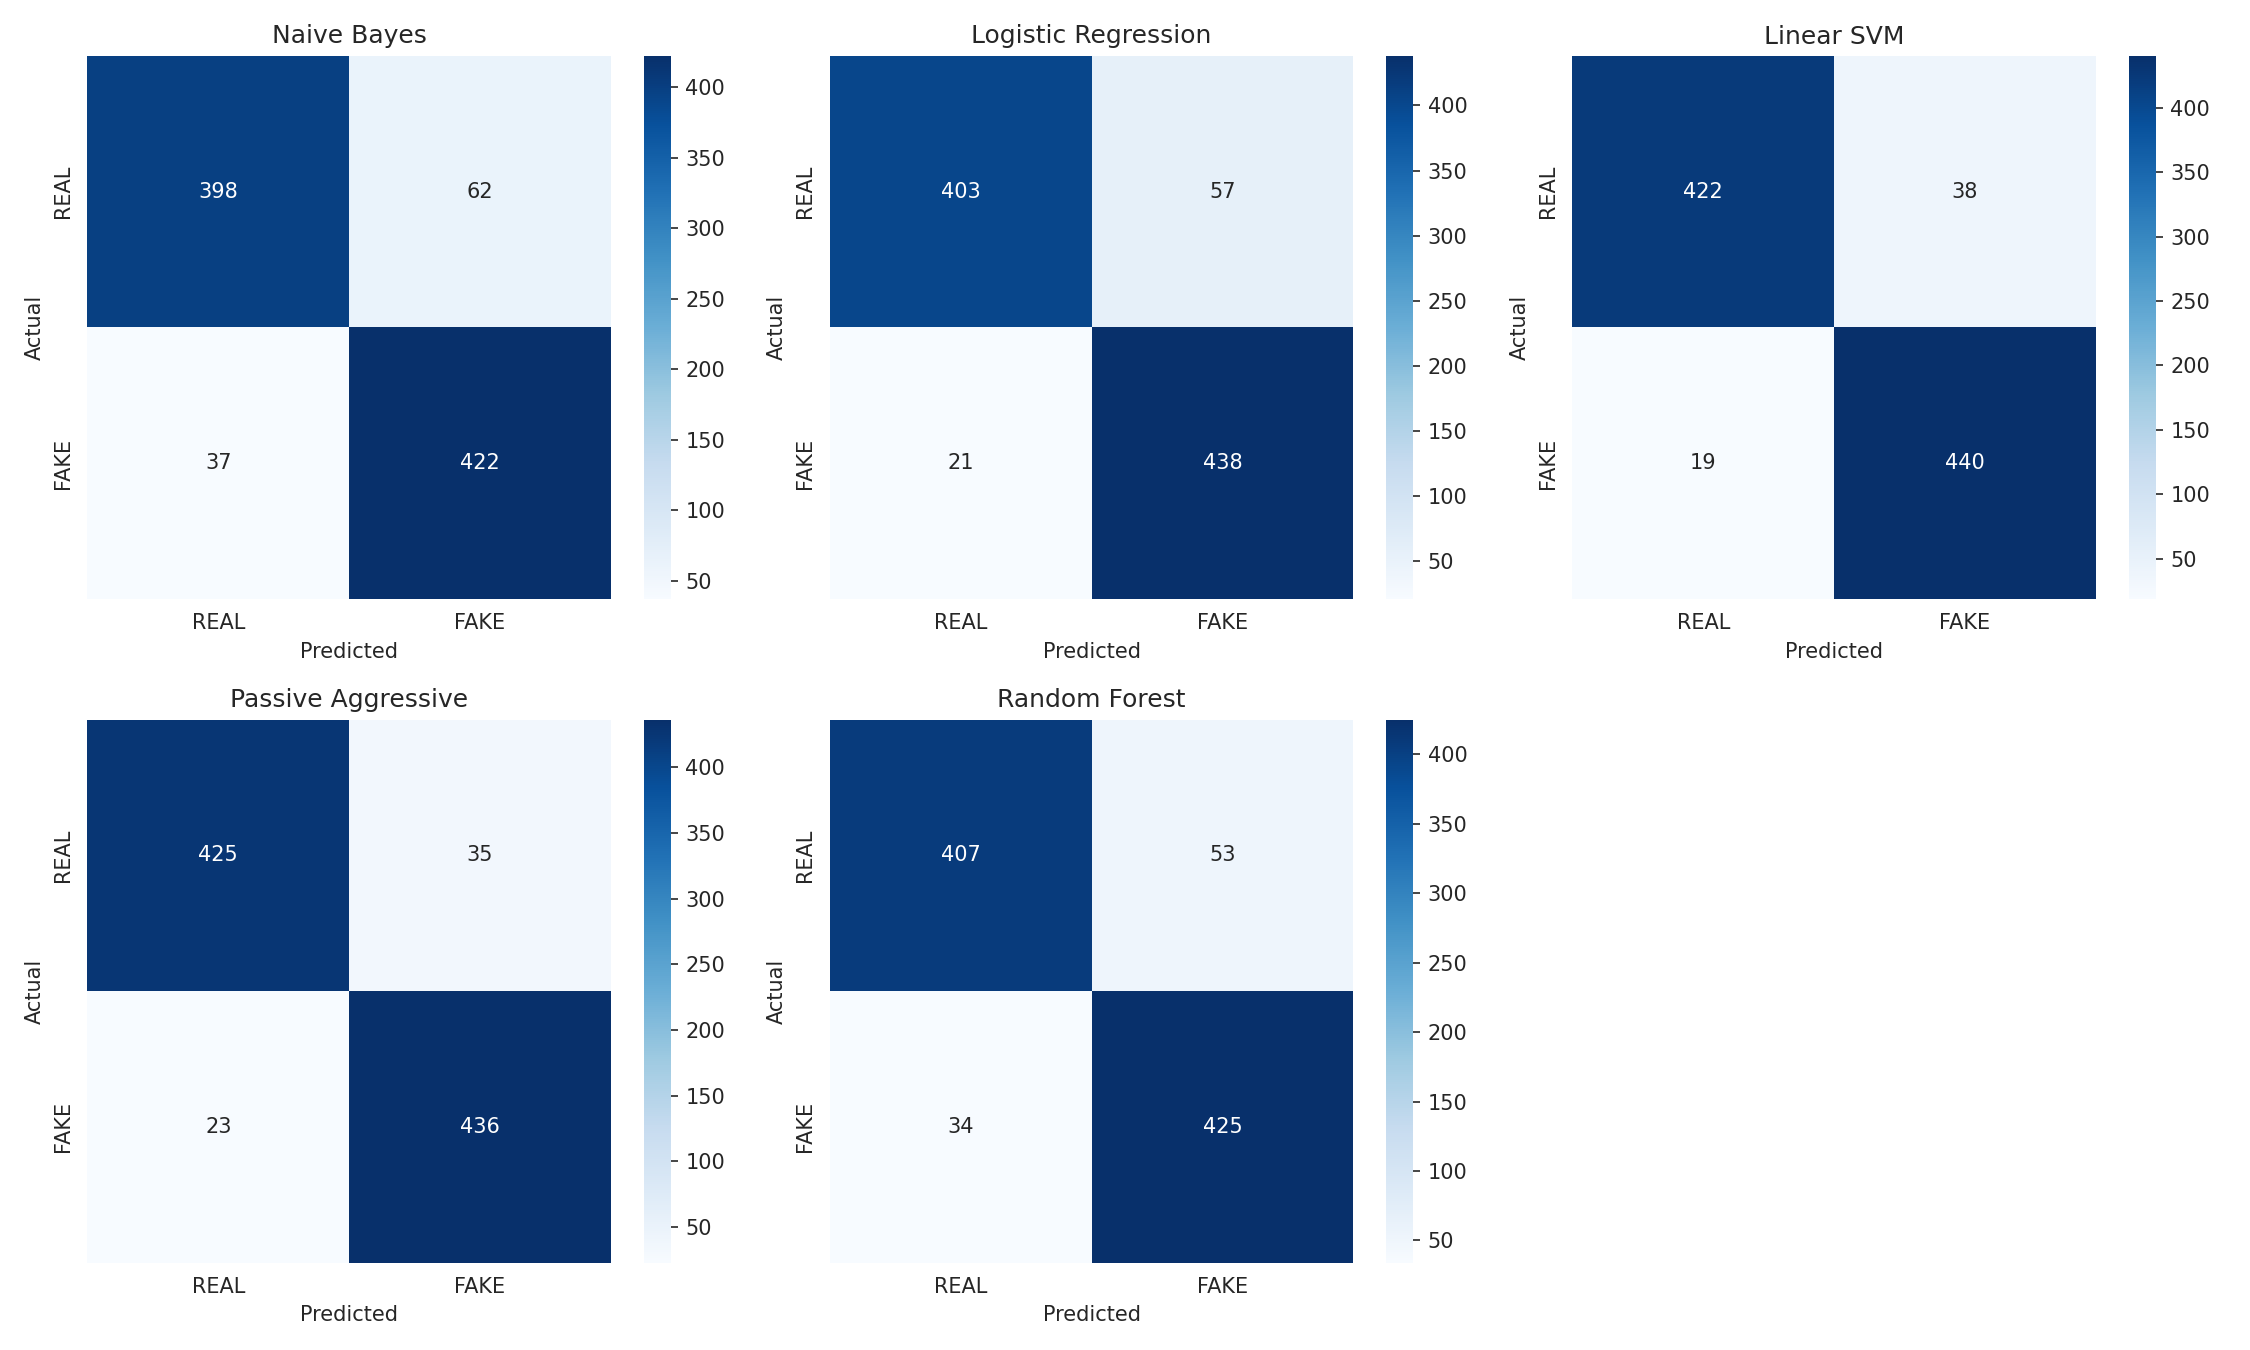 Naive Bayes
REAL
398
62
FAKE
37
422
Actual
REAL FAKE
Predicted
400
350
300
250
200
150
100
50
Logistic Regression
REAL
403
57
FAKE
21
438
Actual
REAL FAKE
Predicted
400
350
300
250
200
150
100
50
Linear SVM
REAL
422
38
FAKE
19
440
Actual
REAL FAKE
Predicted
400
350
300
250
200
150
100
50
Passive Aggressive
REAL
425
35
FAKE
23
436
Actual
REAL FAKE
Predicted
400
350
300
250
200
150
100
50
Random Forest
REAL
407
53
FAKE
34
425
Actual
REAL FAKE
Predicted
400
350
300
250
200
150
100
50